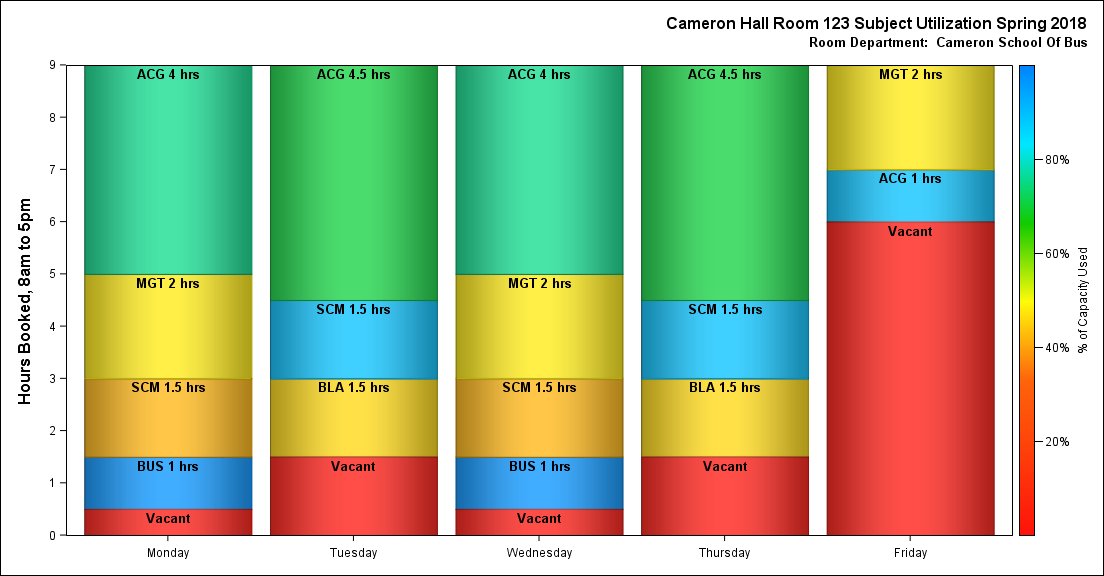 Cameron Hall Room 123 Subject Utilization Spring 2018
Room Department:  Cameron School Of Bus
Hours Booked, 8am to 5pm
9
8
7
6
5
4
3
2
1
0
ACG 4 hrs
MGT 2 hrs
SCM 1.5 hrs
BUS 1 hrs
Vacant
ACG 4.5 hrs
SCM 1.5 hrs
BLA 1.5 hrs
Vacant
ACG 4 hrs
MGT 2 hrs
SCM 1.5 hrs
BUS 1 hrs
Vacant
ACG 4.5 hrs
SCM 1.5 hrs
BLA 1.5 hrs
Vacant
MGT 2 hrs
ACG 1 hrs
Vacant
Monday
Tuesday
Wednesday
Thursday
Friday
80%
60%
40%
20%
% of Capacity Used